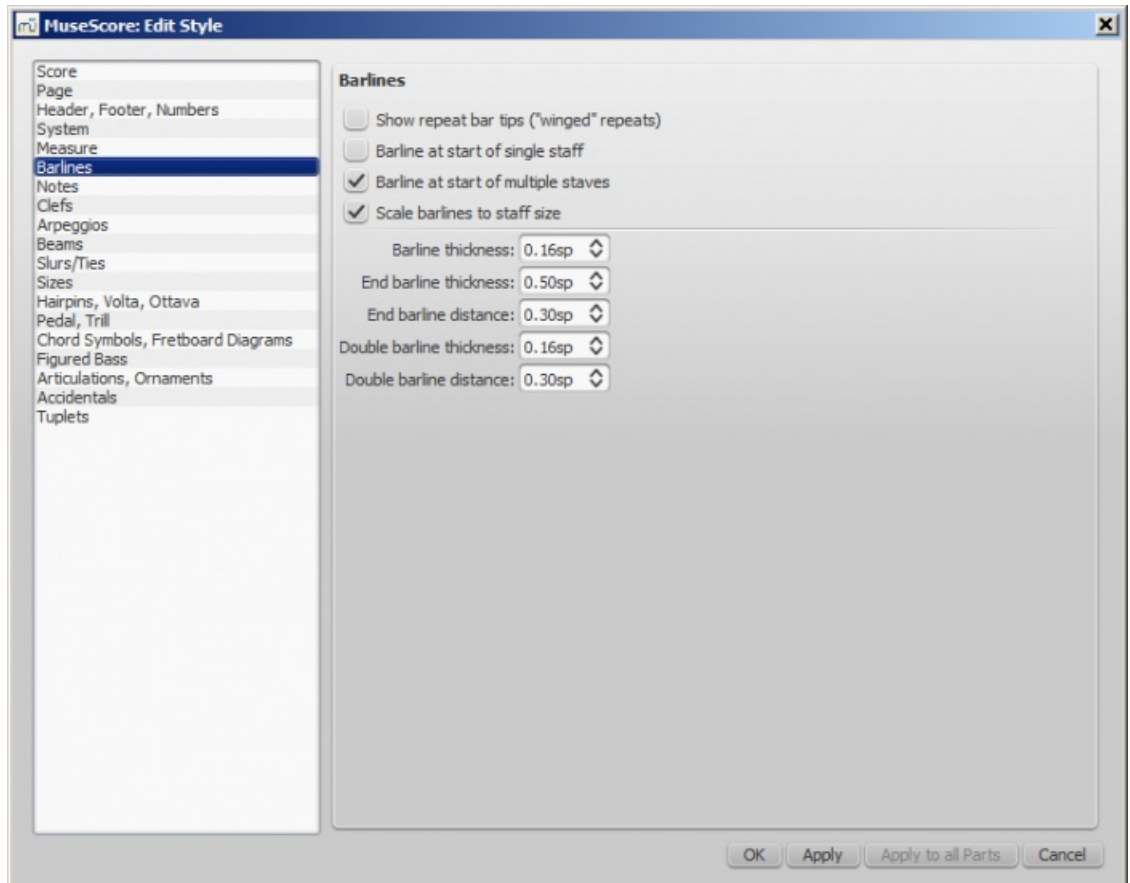 mü MuseScore: Edit Style
Score
Page
Header, Footer, Numbers
System
Measure
Barlines
Notes
Clefs
Arpeggios
Beams
Slurs/Ties
Sizes
Hairpins, Volta, Ottava
Pedal, Trill
Chord Symbols, Fretboard Diagrams
Figured Bass
Articulations, Ornaments
Accidentals
Tuplets
Barlines
Show repeat bar tips ("winged" repeats)
Barline at start of single staff
Barline at start of multiple staves
Scale barlines to staff size
Barline thickness: 0.16sp
End barline thickness: 0.50sp
End barline distance: 0.30sp
Double barline thickness: 0.16sp
Double barline distance: 0.30sp
OK Apply Apply to all Parts Cancel